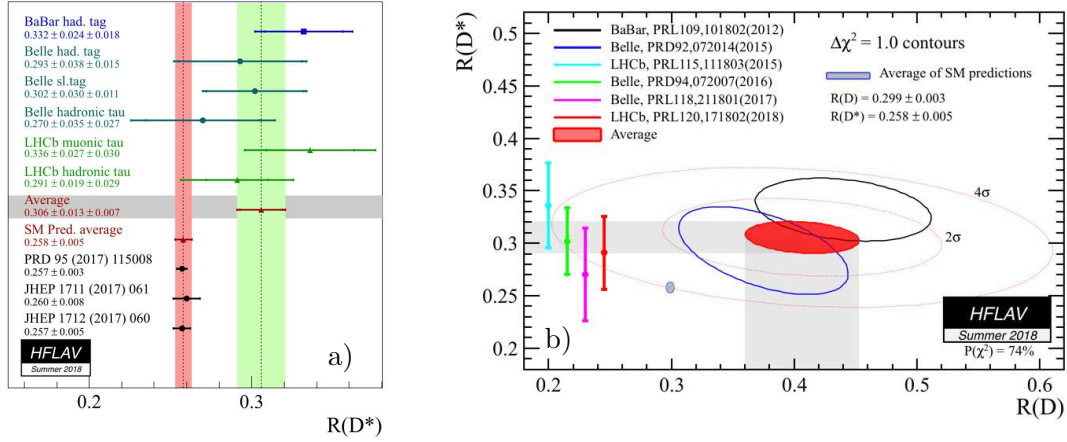 BaBar had. tag
0.332 ± 0.024 ± 0.018
Belle had. tag
0.293 ± 0.038 ± 0.015
Belle sl.tag
0.302 ± 0.030 ± 0.011
Belle hadronic tau
0.270 ± 0.035 ± 0.027
LHCb muonic tau
0.336 ± 0.027 ± 0.030
LHCb hadronic tau
0.291 ± 0.019 ± 0.029
Average
0.306 ± 0.013 ± 0.007
SM Pred. average
0.258 ± 0.005
PRD 95 (2017) 115008
0.257 ± 0.003
JHEP 1711 (2017) 061
0.260 ± 0.008
JHEP 1712 (2017) 060
0.257 ± 0.005
HFLAV
Summer 2018
a)
0.2 0.3
R(D*)
R(D*)
0.5
0.45
0.4
0.35
0.3
0.25
0.2
BaBar, PRL109,101802(2012)
Belle, PRD92,072014(2015)
LHCb, PRL115,111803(2015)
Belle, PRD94,072007(2016)
Belle, PRL118,211801(2017)
LHCb, PRL120,171802(2018)
Average
Δχ² = 1.0 contours
Average of SM predictions
R(D) = 0.299 ± 0.003
R(D*) = 0.258 ± 0.005
4σ
2σ
HFLAV
Summer 2018
P(χ²) = 74%
b)
0.2 0.3 0.4 0.5 0.6
R(D)